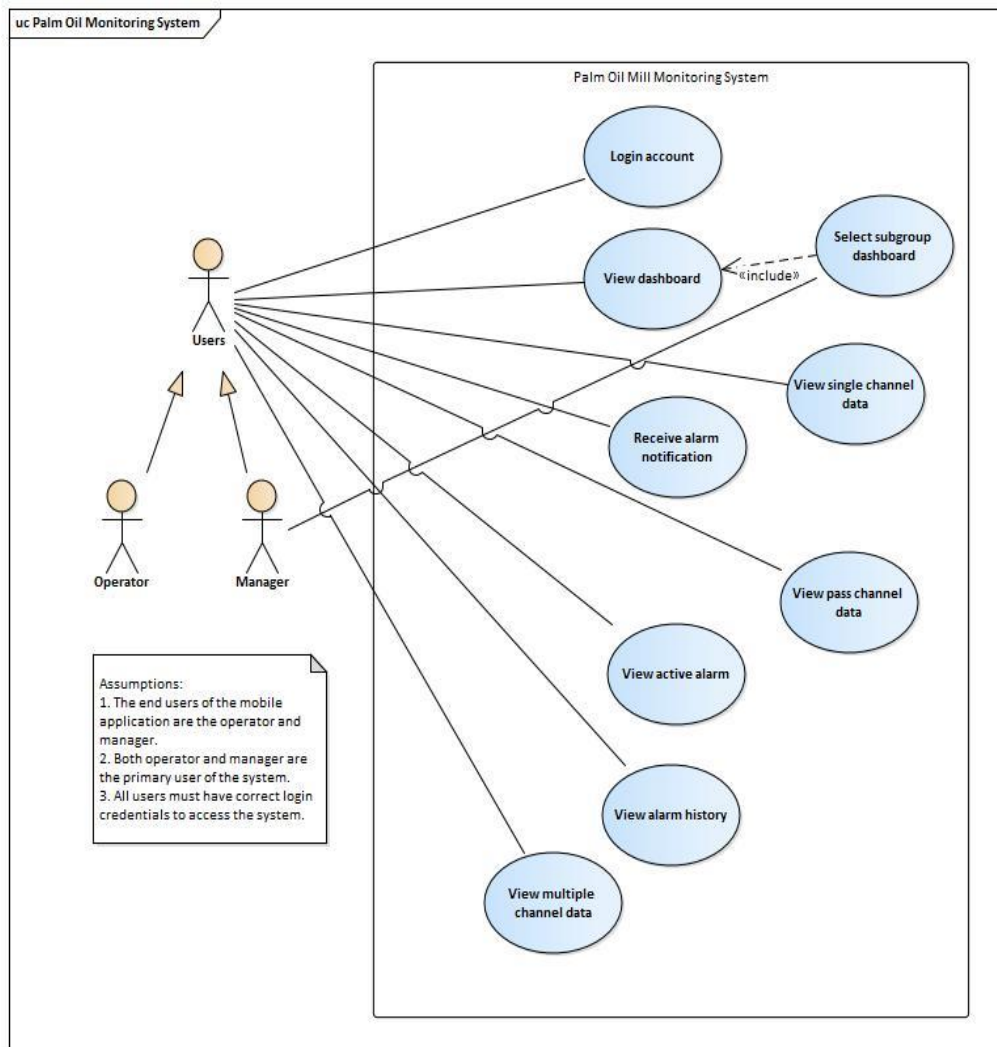 uc Palm Oil Monitoring System
Palm Oil Mill Monitoring System
Login account
Select subgroup
dashboard
View dashboard
«include»
Users
View single channel
data
Receive alarm
notification
Operator
Manager
View pass channel
data
View active alarm
Assumptions:
1. The end users of the mobile
application are the operator and
manager.
2. Both operator and manager are
the primary user of the system.
3. All users must have correct login
credentials to access the system.
View alarm history
View multiple
channel data